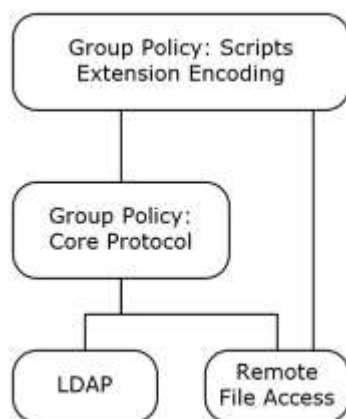 Group Policy: Scripts
Extension Encoding
Group Policy:
Core Protocol
LDAP
Remote
File Access